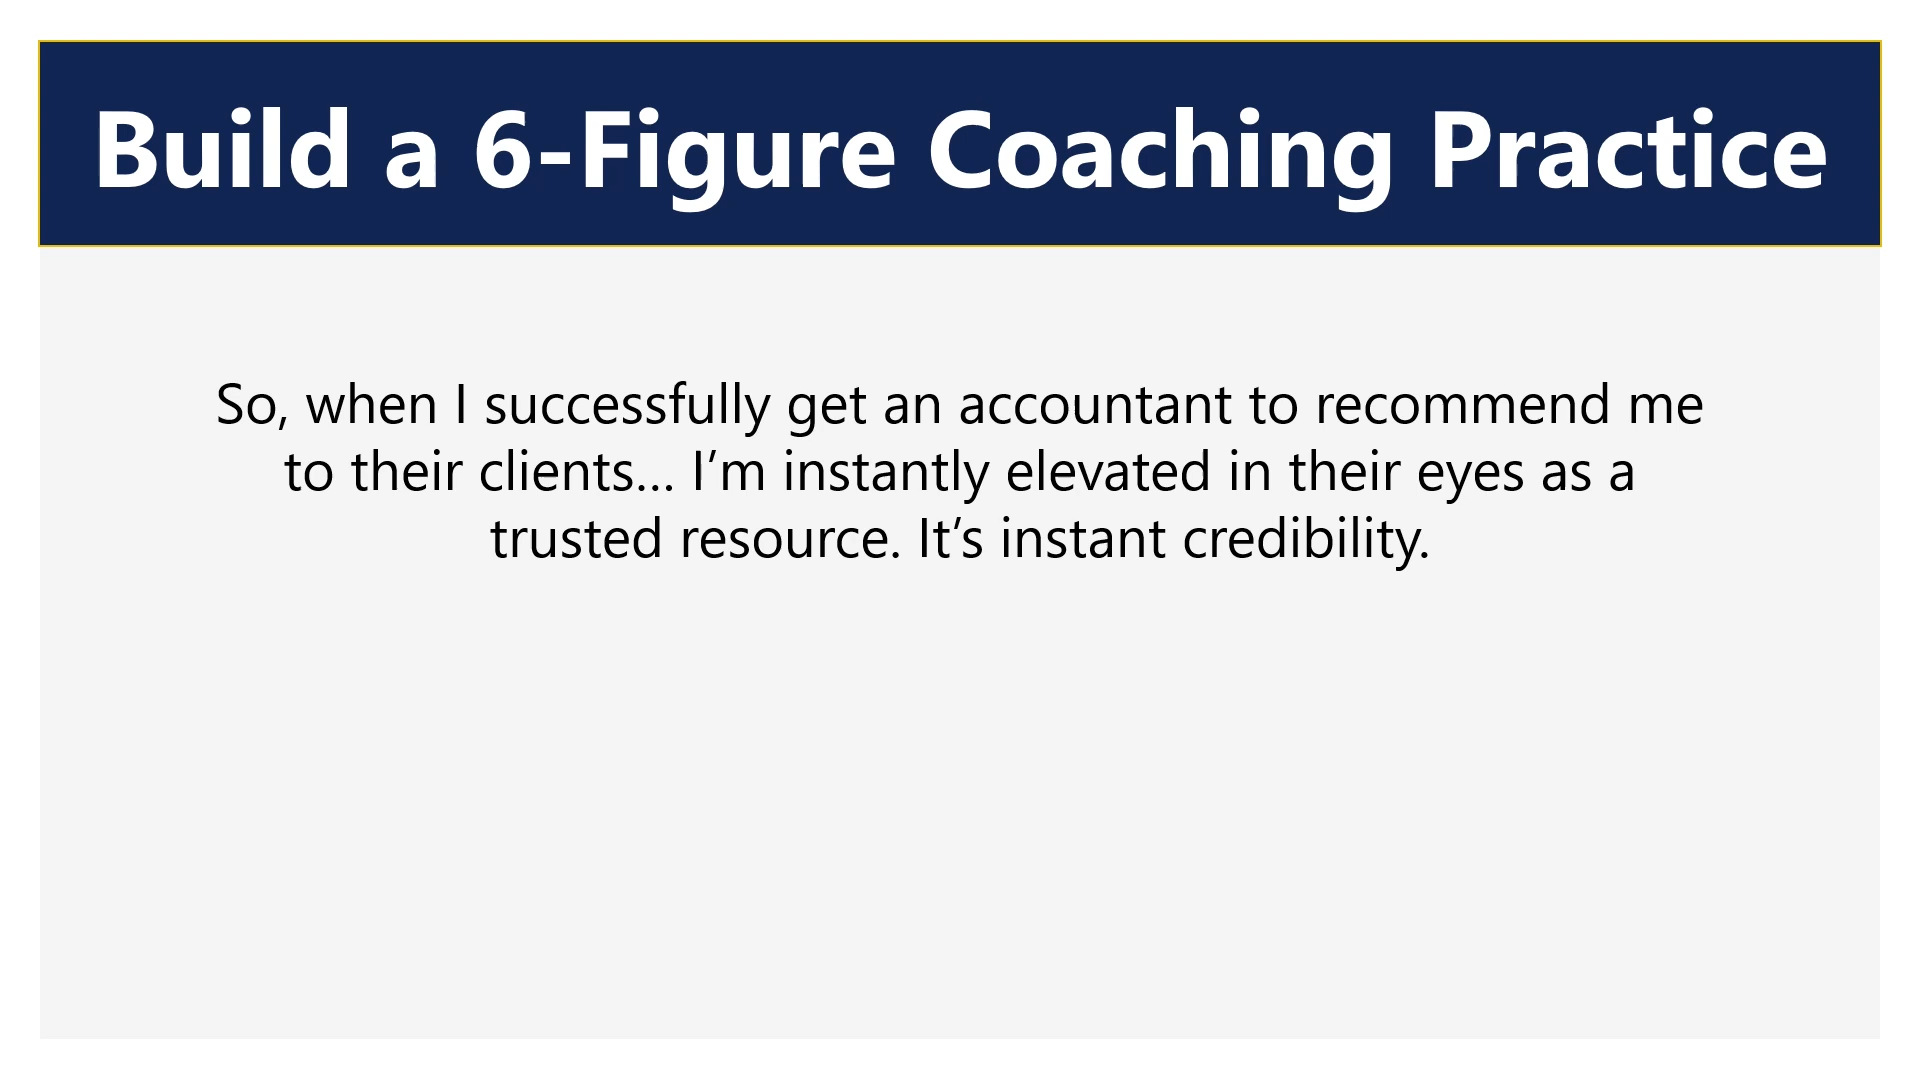 Build a 6-Figure Coaching Practice
So, when I successfully get an accountant to recommend me
to their clients… I’m instantly elevated in their eyes as a
trusted resource. It’s instant credibility.